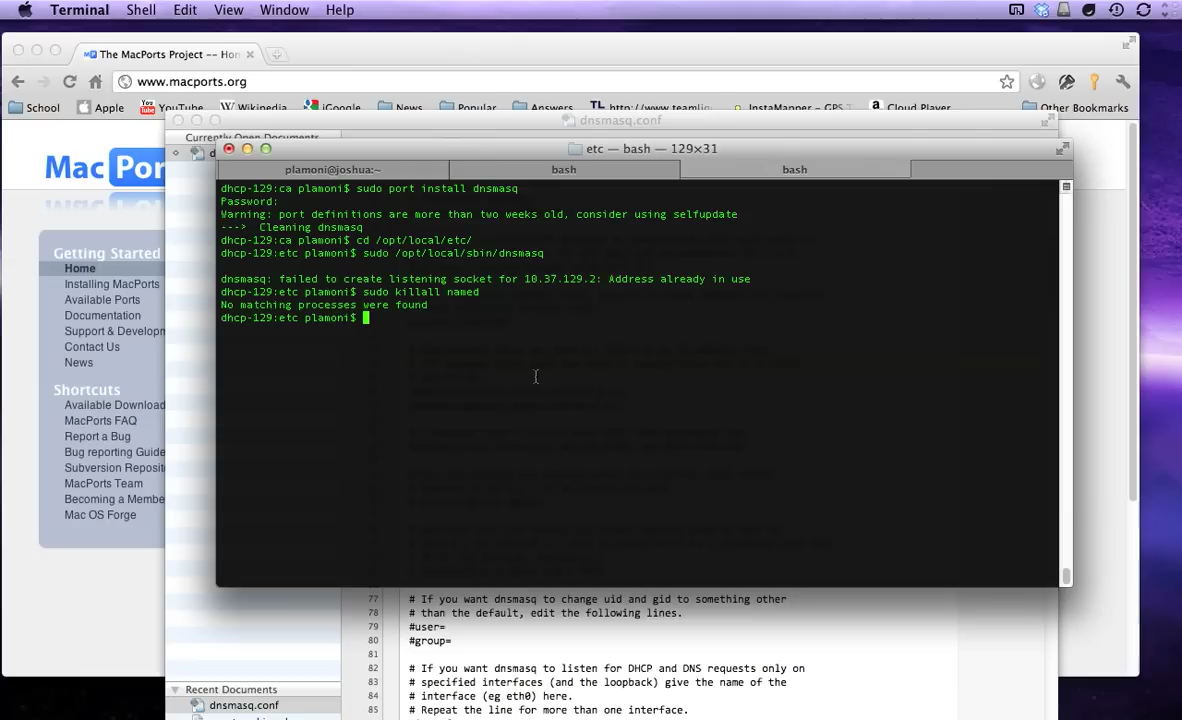 Terminal Shell Edit View Window Help
The MacPorts Project -- Hon
www.macports.org
School Apple YouTube Wikipedia iGoogle News Popular Answers http://www.teamlin InstaMapper - GPS T Cloud Player Other Bookmarks
dnsmasq.conf
Currently Open Documents
etc — bash — 129×31
plamoni@joshua:~ bash bash
dhcp-129:ca plamoni$ sudo port install dnsmasq
Password:
Warning: port definitions are more than two weeks old, consider using selfupdate
---> Cleaning dnsmasq
dhcp-129:ca plamoni$ cd /opt/local/etc/
dhcp-129:etc plamoni$ sudo /opt/local/sbin/dnsmasq
dnsmasq: failed to create listening socket for 10.37.129.2: Address already in use
dhcp-129:etc plamoni$ sudo killall named
No matching processes were found
dhcp-129:etc plamoni$
Mac Por
Getting Started
Home
Installing MacPorts
Available Ports
Documentation
Support & Developm
Contact Us
News
Shortcuts
Available Download
MacPorts FAQ
Report a Bug
Bug reporting Guide
Subversion Reposit
MacPorts Team
Becoming a Membe
Mac OS Forge
77 # If you want dnsmasq to change uid and gid to something other
78 # than the default, edit the following lines.
79 #user=
80 #group=
81
82 # If you want dnsmasq to listen for DHCP and DNS requests only on
83 # specified interfaces (and the loopback) give the name of the
84 # interface (eg eth0) here.
85 # Repeat the line for more than one interface.
Recent Documents
dnsmasq.conf